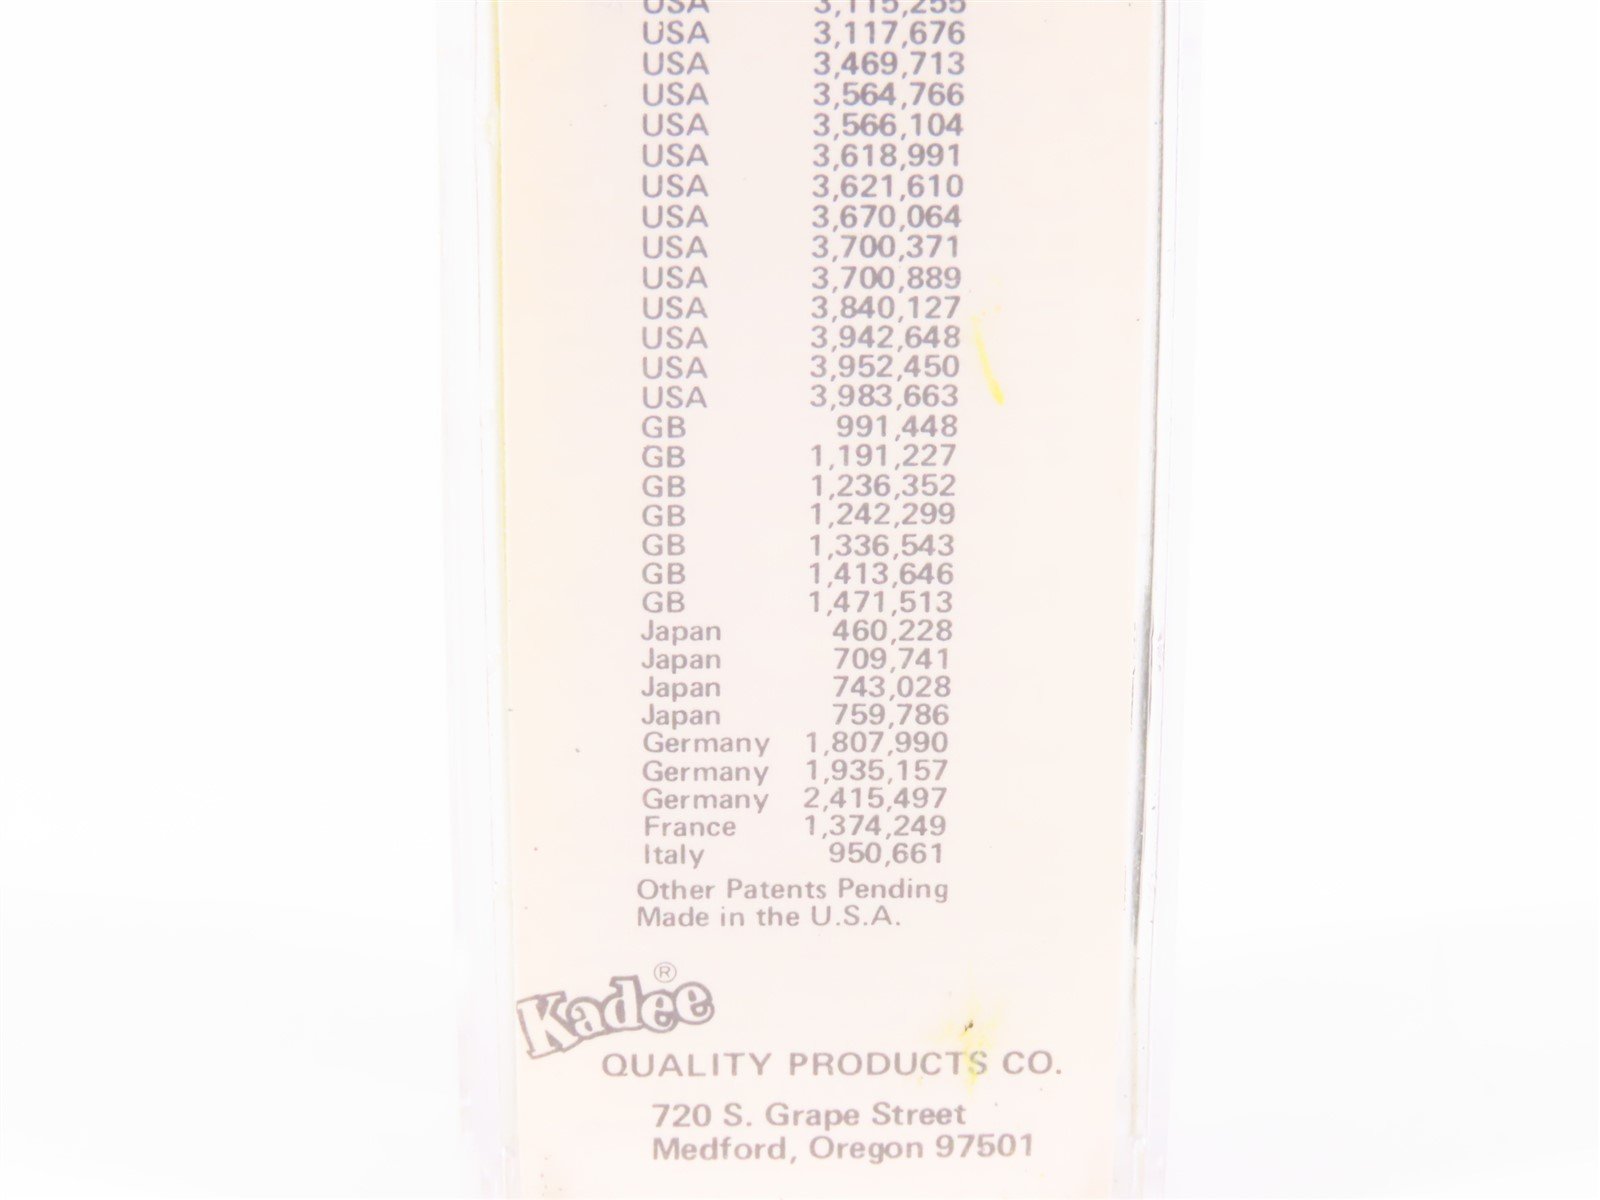 USA 3,115,255
USA 3,117,676
USA 3,469,713
USA 3,564,766
USA 3,566,104
USA 3,618,991
USA 3,621,610
USA 3,670,064
USA 3,700,371
USA 3,700,889
USA 3,840,127
USA 3,942,648
USA 3,952,450
USA 3,983,663
GB 991,448
GB 1,191,227
GB 1,236,352
GB 1,242,299
GB 1,336,543
GB 1,413,646
GB 1,471,513
Japan 460,228
Japan 709,741
Japan 743,028
Japan 759,786
Germany 1,807,990
Germany 1,935,157
Germany 2,415,497
France 1,374,249
Italy 950,661
Other Patents Pending
Made in the U.S.A.
Kadee®
QUALITY PRODUCTS CO.
720 S. Grape Street
Medford, Oregon 97501